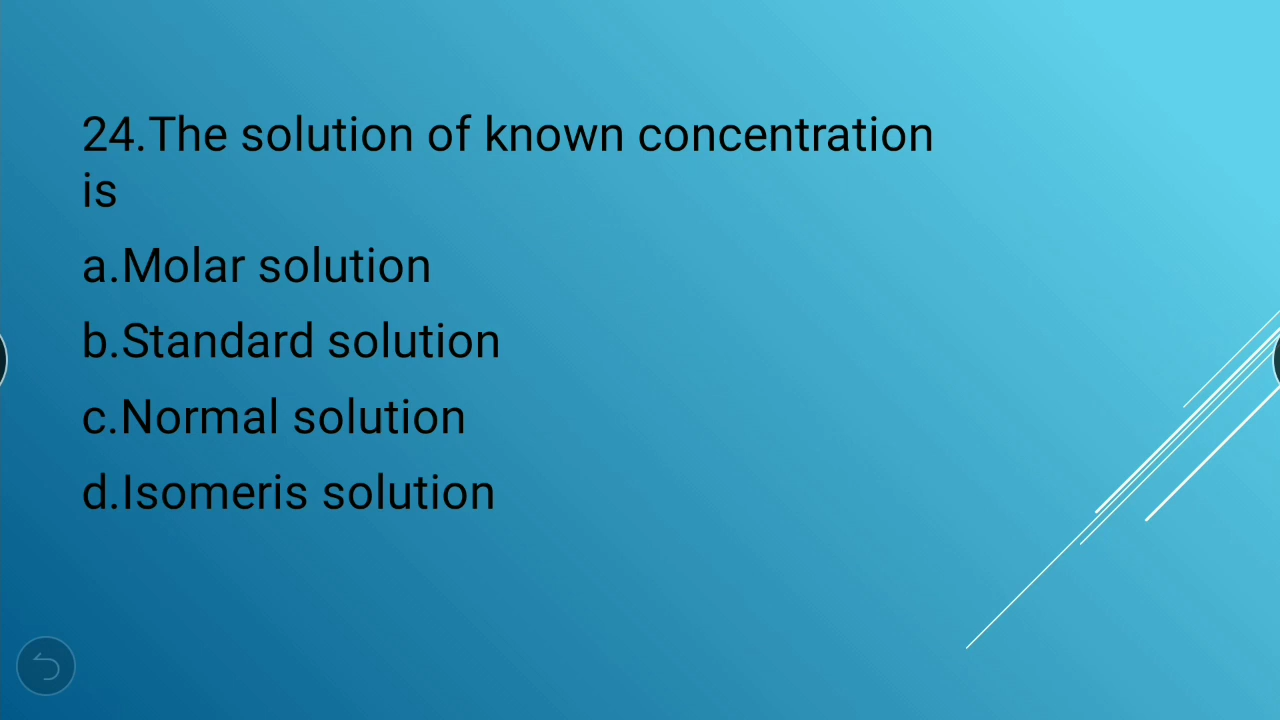 24.The solution of known concentration
is
a.Molar solution
b.Standard solution
c.Normal solution
d.Isomeris solution